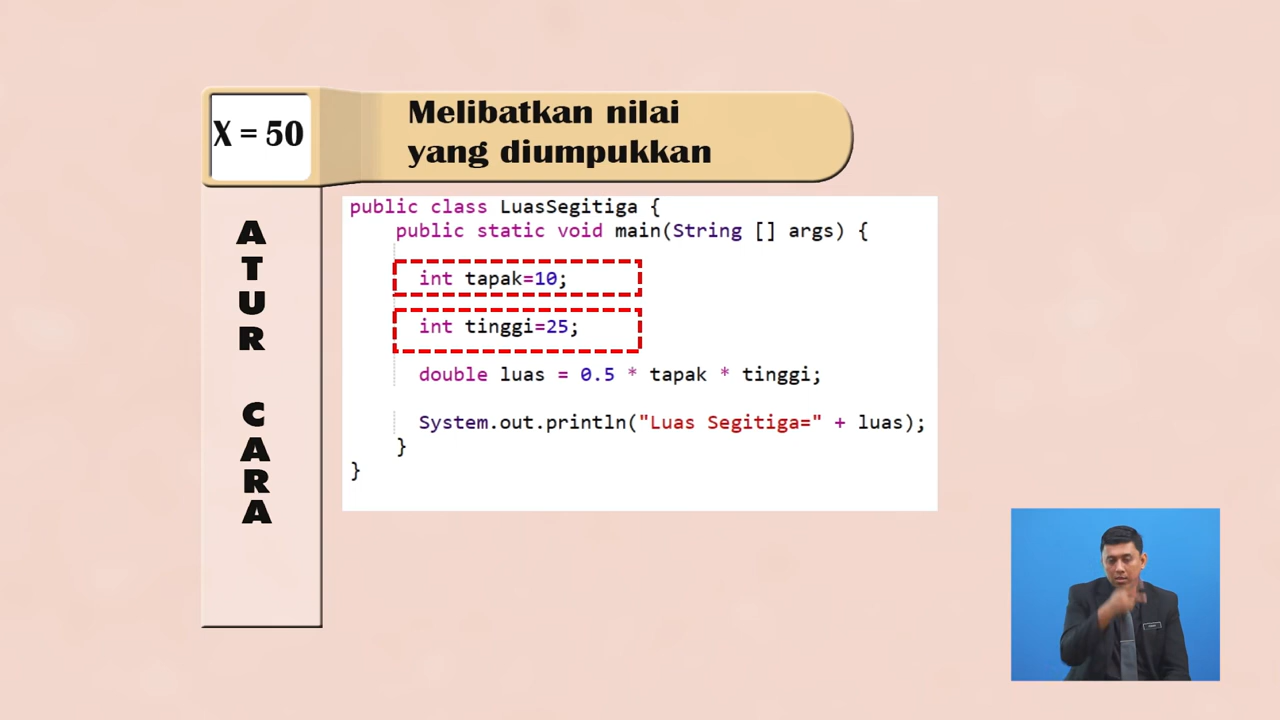 X = 50
Melibatkan nilai
yang diumpukkan
ATUR
CARA
public class LuasSegitiga {
public static void main(String [] args) {
int tapak=10;
int tinggi=25;
double luas = 0.5 * tapak * tinggi;
System.out.println("Luas Segitiga=" + luas);
}
}